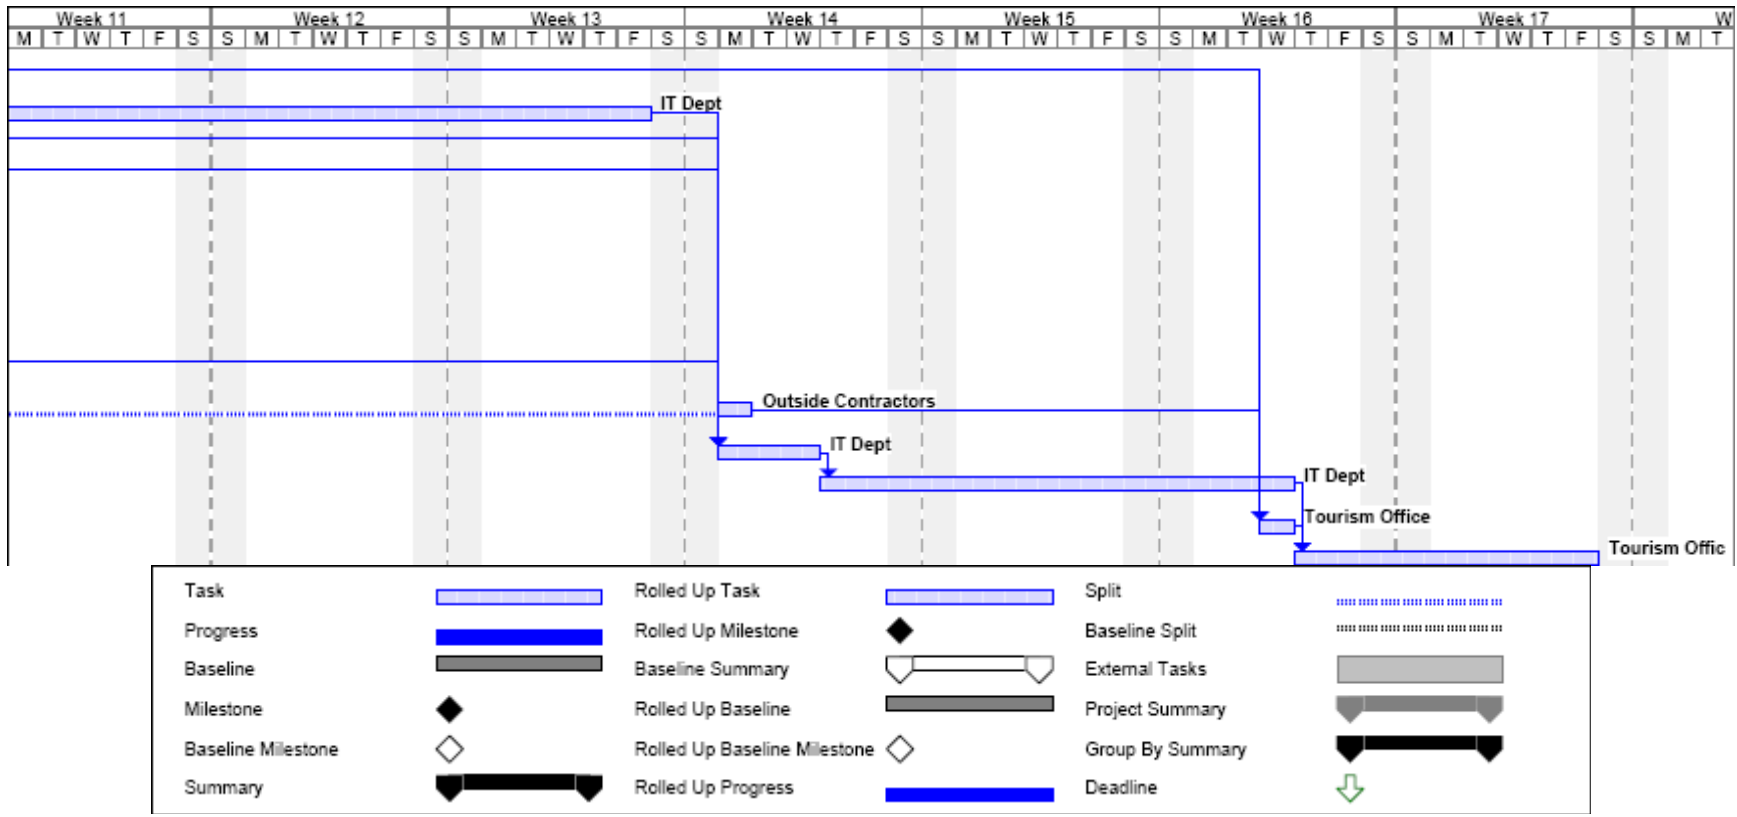 Week 11 Week 12 Week 13 Week 14 Week 15 Week 16 Week 17 W
M T W T F S S M T W T F S S M T W T F S S M T W T F S S M T W T F S S M T W T F S S M T W T F S S M T
IT Dept
Outside Contractors
IT Dept
IT Dept
Tourism Office
Tourism Offic
Task Rolled Up Task Split
Progress Rolled Up Milestone Baseline Split
Baseline Baseline Summary External Tasks
Milestone Rolled Up Baseline Project Summary
Baseline Milestone Rolled Up Baseline Milestone Group By Summary
Summary Rolled Up Progress Deadline